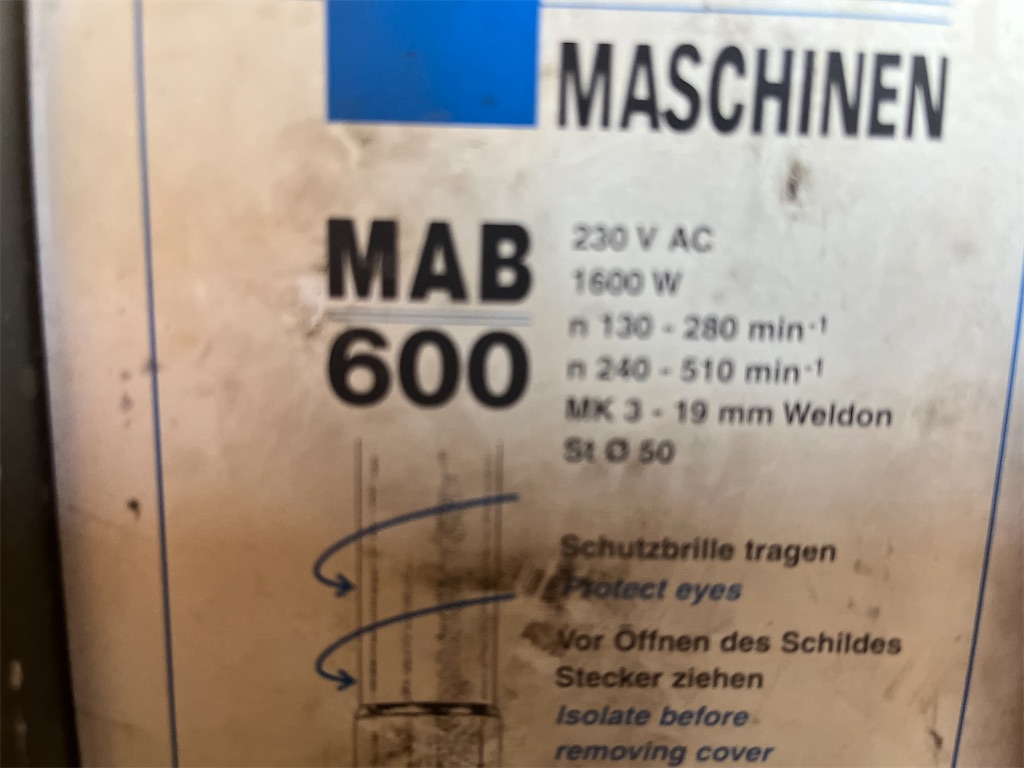 MASCHINEN
MAB
600
230 V AC
1600 W
n 130 - 280 min-1
n 240 - 510 min-1
MK 3 - 19 mm Weldon
St Ø 50
Schutzbrille tragen
Protect eyes
Vor Öffnen des Schildes
Stecker ziehen
Isolate before
removing cover